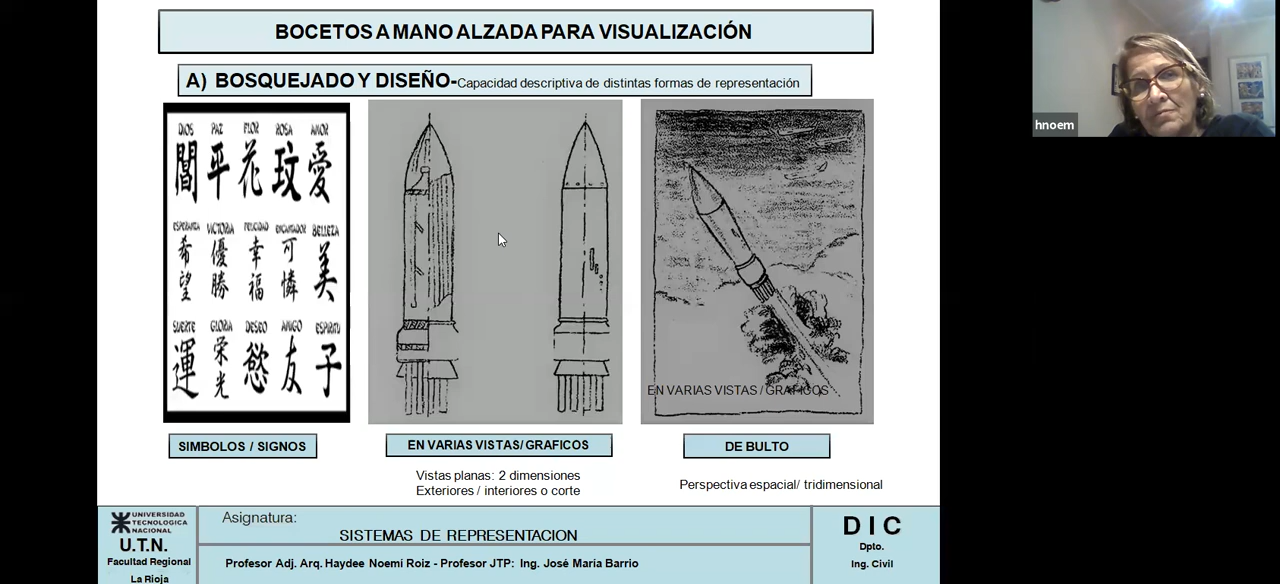 BOCETOS A MANO ALZADA PARA VISUALIZACIÓN
A) BOSQUEJADO Y DISEÑO-Capacidad descriptiva de distintas formas de representación
hnoem
DIOS PAZ FLOR ROSA AMOR
間 平 花 玟 愛
ESPERANZA VICTORIA FELICIDAD ENCANTADOR BELLEZA
希望 優勝 幸福 可憐 美
SUERTE GLORIA DESEO AMIGO ESPIRITU
運 栄光 慾 友 子
EN VARIAS VISTAS / GRAFICOS
SIMBOLOS / SIGNOS
EN VARIAS VISTAS/ GRAFICOS
DE BULTO
Vistas planas: 2 dimensiones
Exteriores / interiores o corte
Perspectiva espacial/ tridimensional
UNIVERSIDAD
TECNOLOGICA
NACIONAL
U.T.N.
Facultad Regional
La Rioja
Asignatura:
SISTEMAS DE REPRESENTACION
Profesor Adj. Arq. Haydee Noemí Roiz - Profesor JTP: Ing. José María Barrio
D I C
Dpto.
Ing. Civil